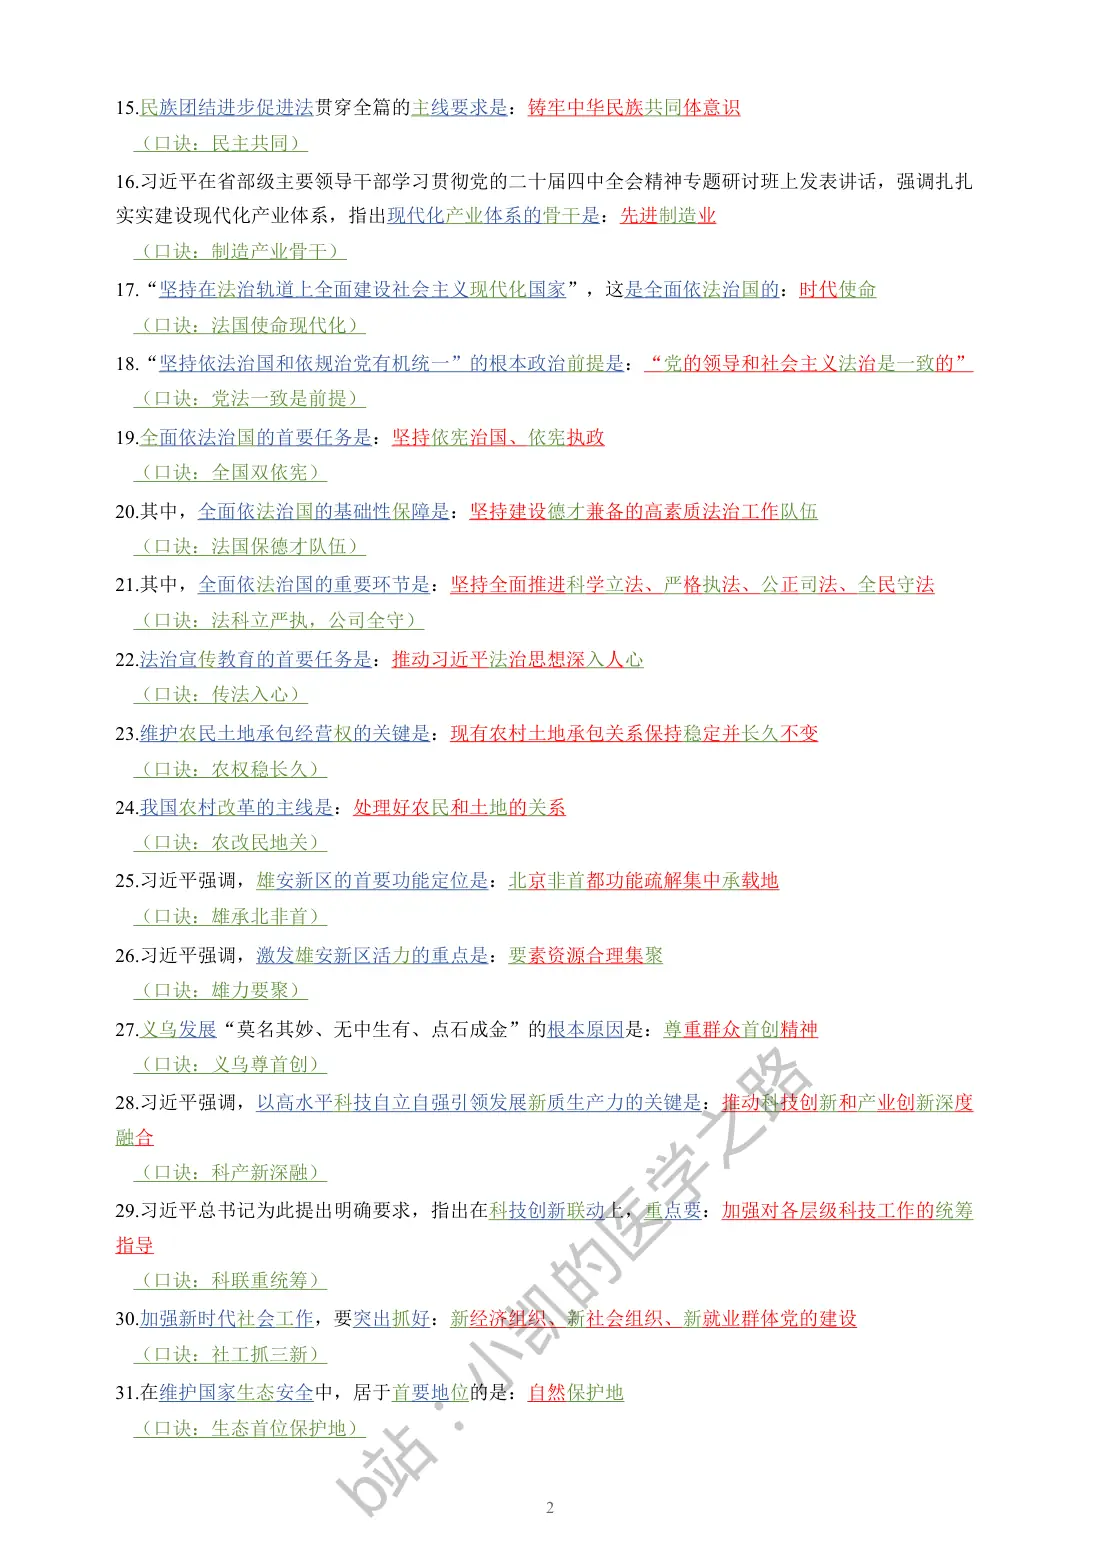 15.民族团结进步促进法贯穿全篇的主线要求是：铸牢中华民族共同体意识
（口诀：民主共同）
16.习近平在省部级主要领导干部学习贯彻党的二十届四中全会精神专题研讨班上发表讲话，强调扎扎
实实建设现代化产业体系，指出现代化产业体系的骨干是：先进制造业
（口诀：制造产业骨干）
17.“坚持在法治轨道上全面建设社会主义现代化国家”，这是全面依法治国的：时代使命
（口诀：法国使命现代化）
18.“坚持依法治国和依规治党有机统一”的根本政治前提是：“党的领导和社会主义法治是一致的”
（口诀：党法一致是前提）
19.全面依法治国的首要任务是：坚持依宪治国、依宪执政
（口诀：全国双依宪）
20.其中，全面依法治国的基础性保障是：坚持建设德才兼备的高素质法治工作队伍
（口诀：法国保德才队伍）
21.其中，全面依法治国的重要环节是：坚持全面推进科学立法、严格执法、公正司法、全民守法
（口诀：法科立严执，公司全守）
22.法治宣传教育的首要任务是：推动习近平法治思想深入人心
（口诀：传法入心）
23.维护农民土地承包经营权的关键是：现有农村土地承包关系保持稳定并长久不变
（口诀：农权稳长久）
24.我国农村改革的主线是：处理好农民和土地的关系
（口诀：农改民地关）
25.习近平强调，雄安新区的首要功能定位是：北京非首都功能疏解集中承载地
（口诀：雄承北非首）
26.习近平强调，激发雄安新区活力的重点是：要素资源合理集聚
（口诀：雄力要聚）
27.义乌发展“莫名其妙、无中生有、点石成金”的根本原因是：尊重群众首创精神
（口诀：义乌尊首创）
28.习近平强调，以高水平科技自立自强引领发展新质生产力的关键是：推动科技创新和产业创新深度
融合
（口诀：科产新深融）
29.习近平总书记为此提出明确要求，指出在科技创新联动上，重点要：加强对各层级科技工作的统筹
指导
（口诀：科联重统筹）
30.加强新时代社会工作，要突出抓好：新经济组织、新社会组织、新就业群体党的建设
（口诀：社工抓三新）
31.在维护国家生态安全中，居于首要地位的是：自然保护地
（口诀：生态首位保护地）
b站：小凯的医学之路
2